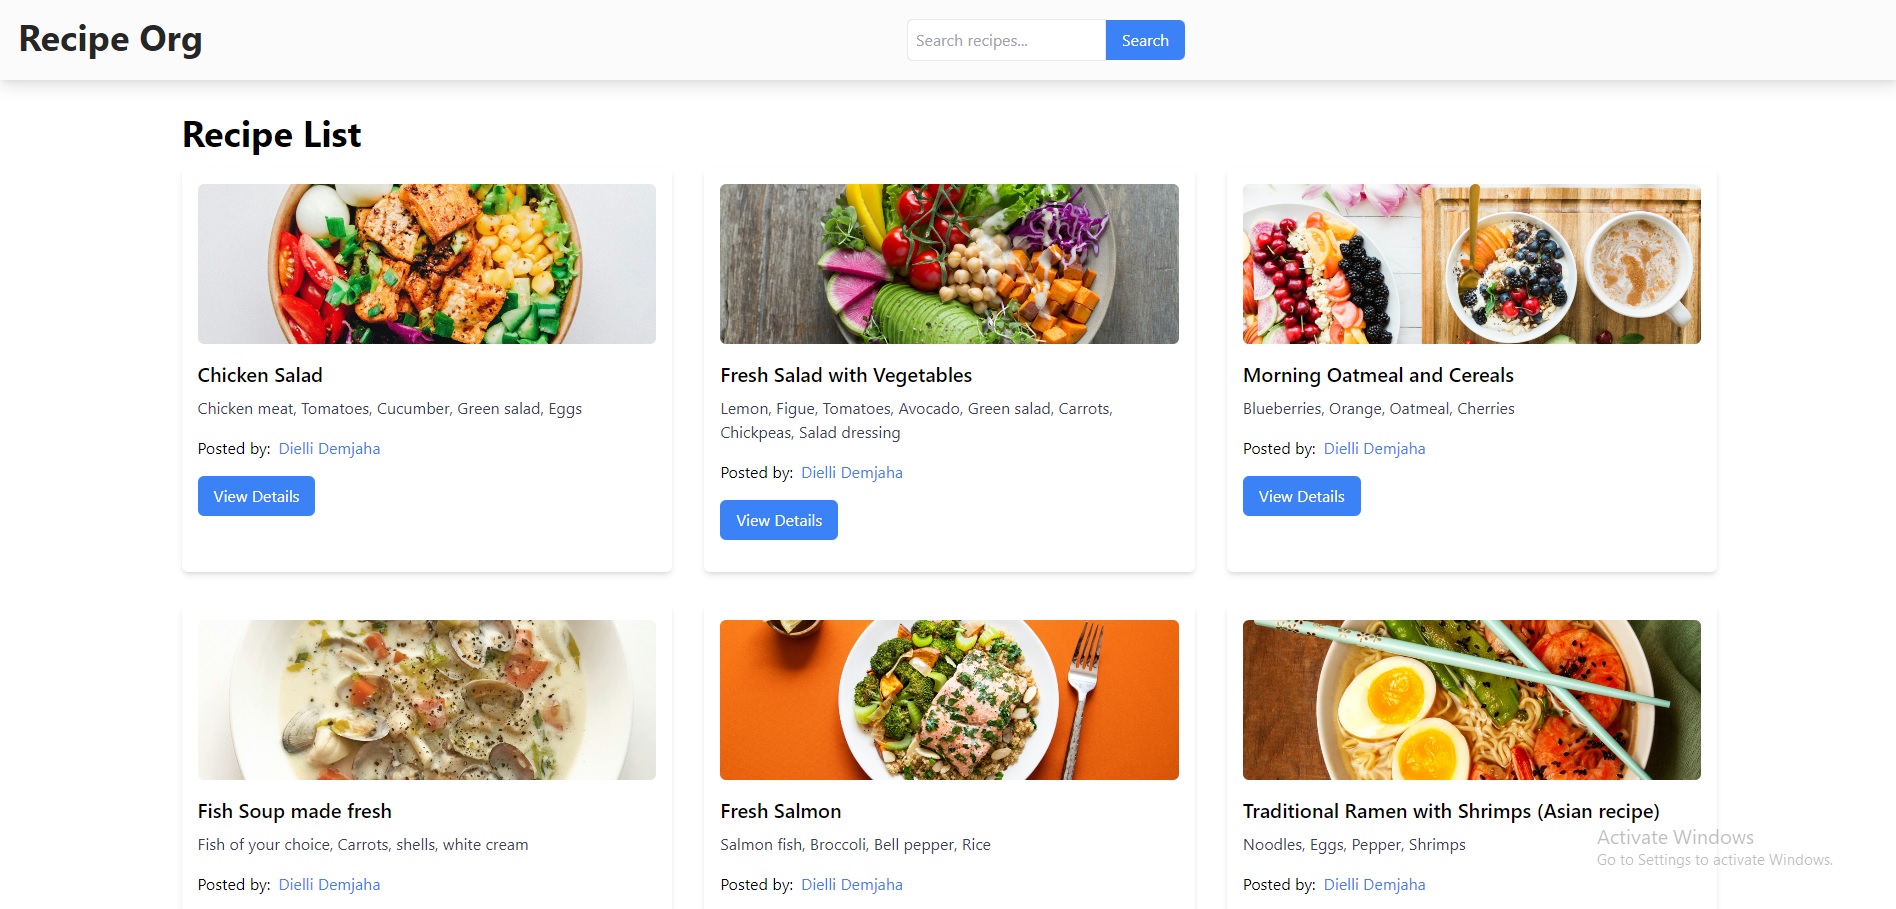 Recipe Org
Search recipes...
Search
Recipe List
Chicken Salad
Chicken meat, Tomatoes, Cucumber, Green salad, Eggs
Posted by: Dielli Demjaha
View Details
Fresh Salad with Vegetables
Lemon, Figue, Tomatoes, Avocado, Green salad, Carrots,
Chickpeas, Salad dressing
Posted by: Dielli Demjaha
View Details
Morning Oatmeal and Cereals
Blueberries, Orange, Oatmeal, Cherries
Posted by: Dielli Demjaha
View Details
Fish Soup made fresh
Fish of your choice, Carrots, shells, white cream
Posted by: Dielli Demjaha
Fresh Salmon
Salmon fish, Broccoli, Bell pepper, Rice
Posted by: Dielli Demjaha
Traditional Ramen with Shrimps (Asian recipe)
Noodles, Eggs, Pepper, Shrimps
Posted by: Dielli Demjaha
Activate Windows
Go to Settings to activate Windows.